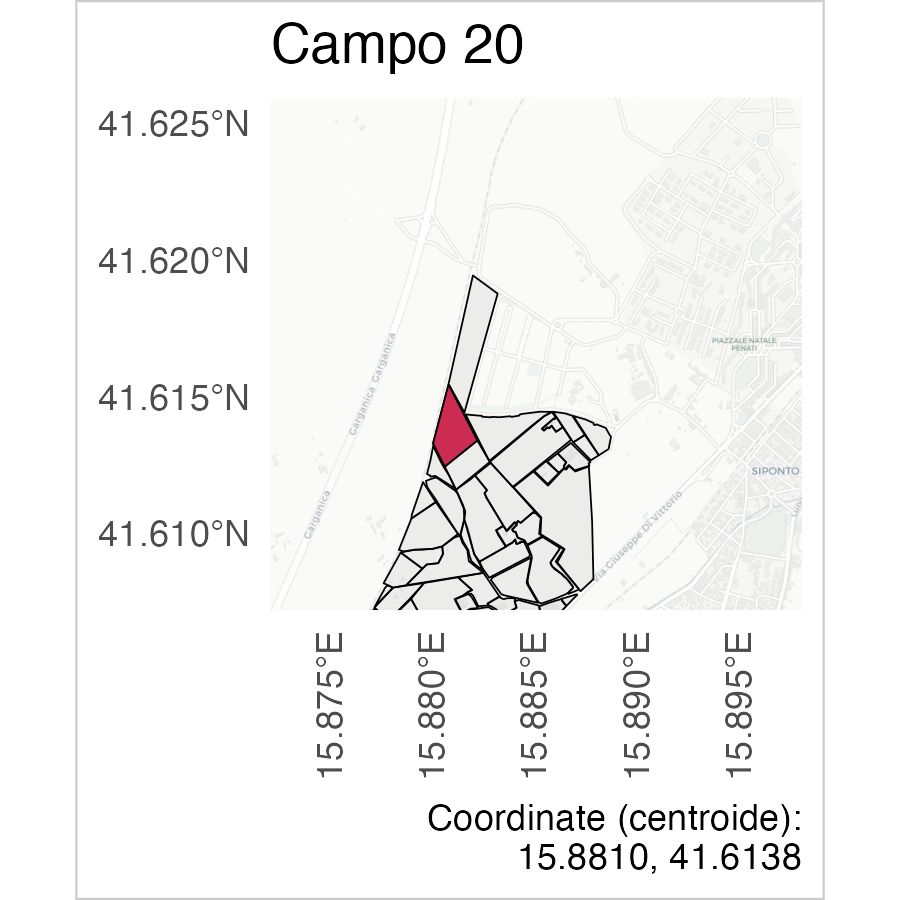 Campo 20
41.625°N
41.620°N
41.615°N
41.610°N
Garganica Garganica
Garganica
PIAZZALE NATALE
PENATI
SIPONTO
Via Giuseppe Di Vittorio
15.875°E
15.880°E
15.885°E
15.890°E
15.895°E
Coordinate (centroide):
15.8810, 41.6138